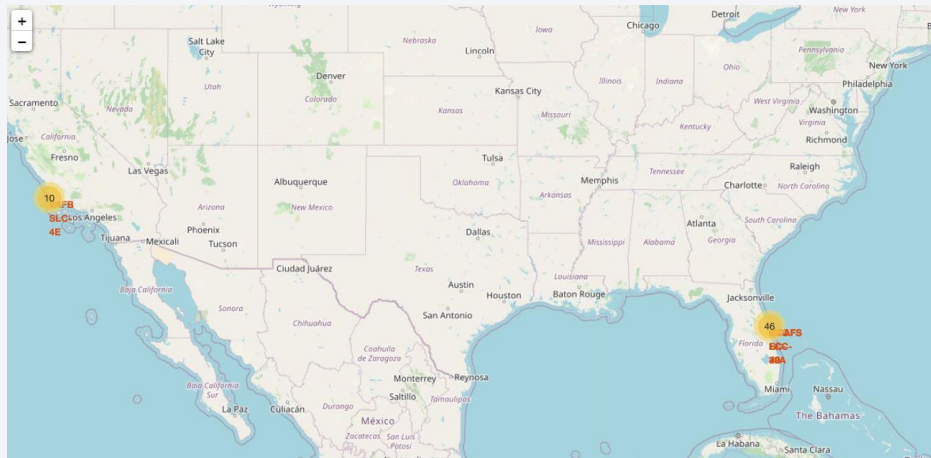 +
−
Wyoming
Iowa
Chicago
Detroit
Salt Lake
City
Nebraska
Lincoln
Pennsylvania
New York
Denver
Utah
Ohio
Illinois
Indiana
Philadelphia
Kansas City
Colorado
Sacramento
Nevada
Kansas
West Virginia
Washington
Missouri
Virginia
Jose
California
Kentucky
Richmond
Fresno
Las Vegas
Tulsa
Raleigh
Albuquerque
Oklahoma
Memphis
Tennessee
Charlotte
North Carolina
10
Arizona
New Mexico
Arkansas
Los Angeles
SLC-
4E
South Carolina
Atlanta
Phoenix
Dallas
Tijuana
Mexicali
Tucson
Mississippi
Alabama
Georgia
Ciudad Juárez
Texas
Louisiana
Austin
Houston
Baton Rouge
Jacksonville
Baja California
Sonora
San Antonio
Chihuahua
46
Florida
Coahuila
de Zaragoza
Monterrey
Reynosa
Miami
Nassau
Baja California
Sur
Saltillo
Tamaulipas
La Paz
Culiacán
Durango
The Bahamas
México
Zacatecas
San Luis
Potosí
La Habana
Santa Clara